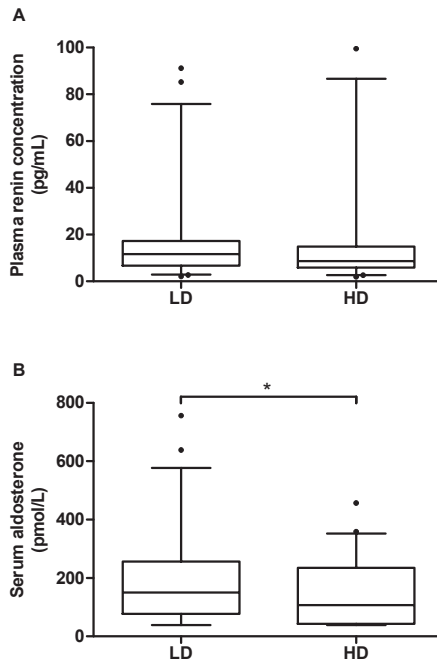 A
Plasma renin concentration
(pg/mL)
100
80
60
40
20
0
LD
HD
B
*
Serum aldosterone
(pmol/L)
800
600
400
200
0
LD
HD